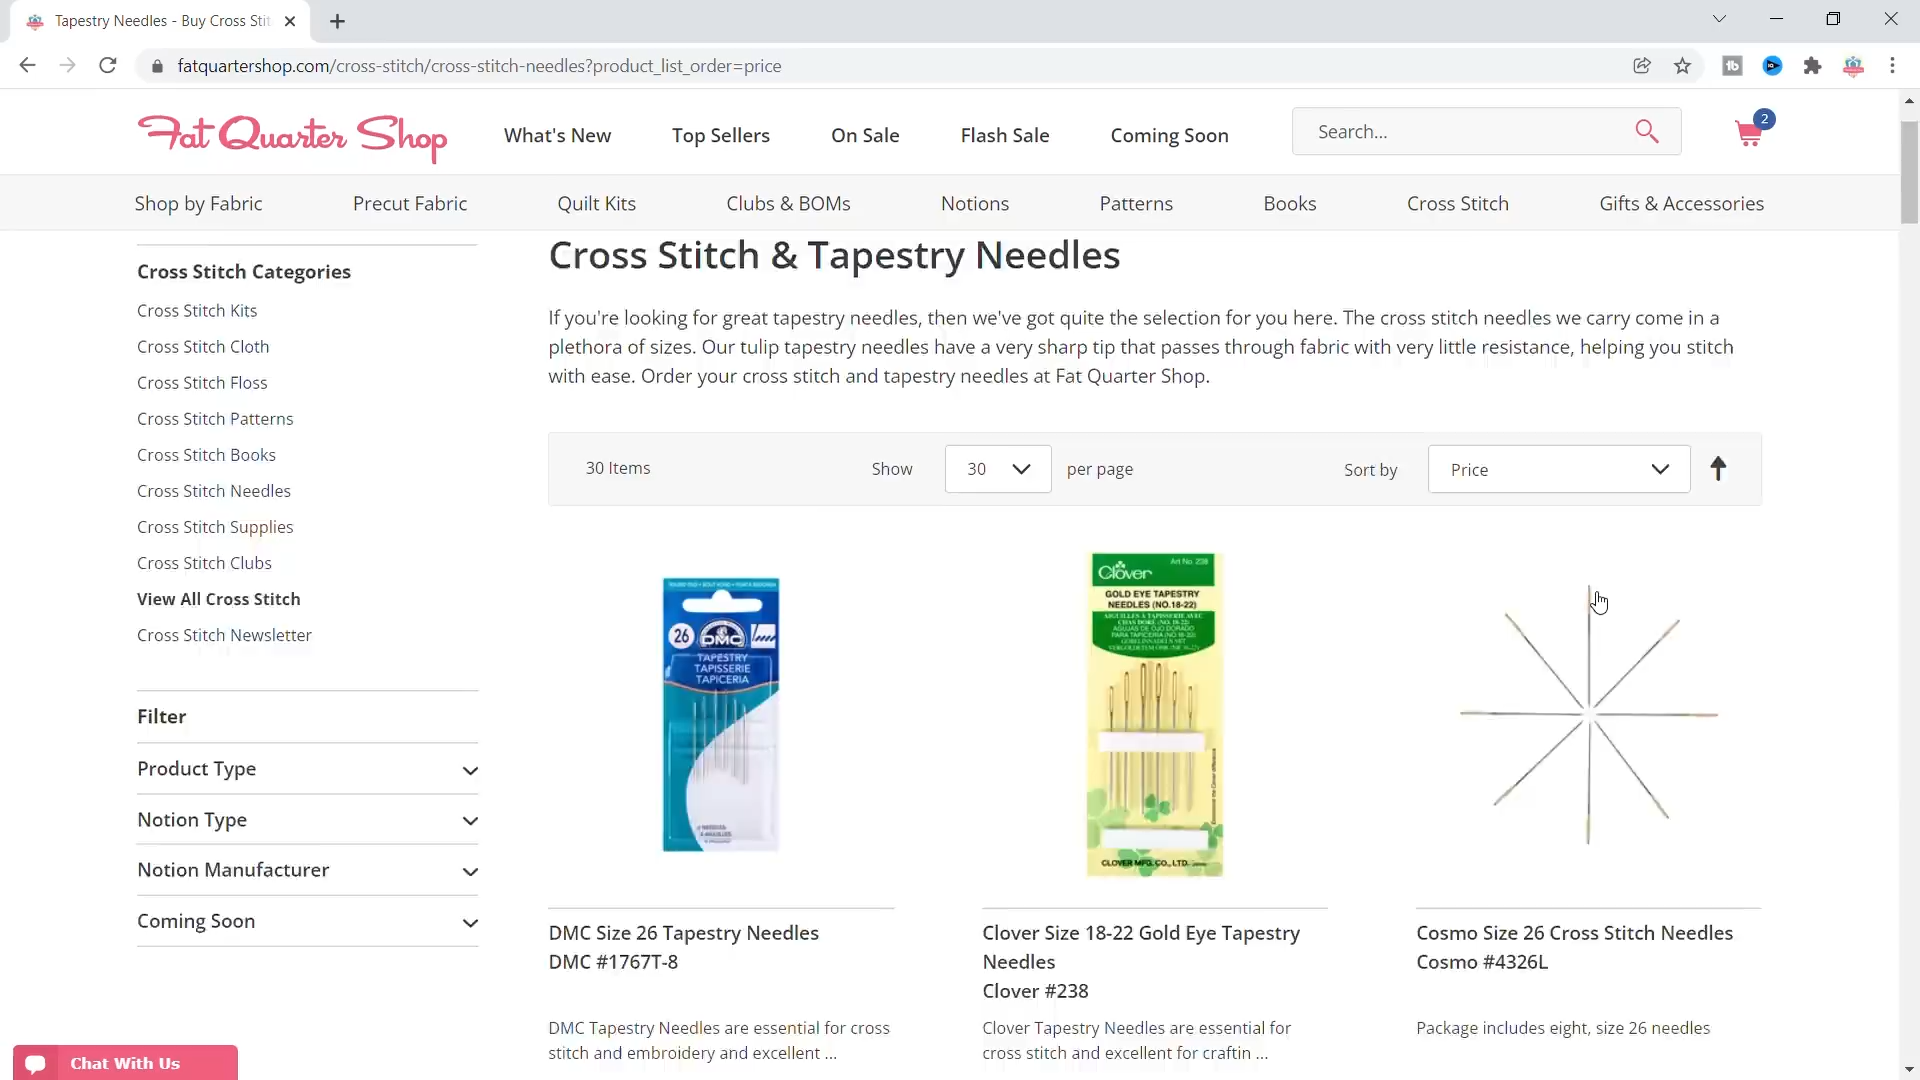 Tapestry Needles - Buy Cross Stit
fatquartershop.com/cross-stitch/cross-stitch-needles?product_list_order=price
Fat Quarter Shop
What's New
Top Sellers
On Sale
Flash Sale
Coming Soon
Search...
2
Shop by Fabric
Precut Fabric
Quilt Kits
Clubs & BOMs
Notions
Patterns
Books
Cross Stitch
Gifts & Accessories
Cross Stitch Categories
Cross Stitch Kits
Cross Stitch Cloth
Cross Stitch Floss
Cross Stitch Patterns
Cross Stitch Books
Cross Stitch Needles
Cross Stitch Supplies
Cross Stitch Clubs
View All Cross Stitch
Cross Stitch Newsletter
Filter
Product Type
Notion Type
Notion Manufacturer
Coming Soon
Cross Stitch & Tapestry Needles
If you're looking for great tapestry needles, then we've got quite the selection for you here. The cross stitch needles we carry come in a
plethora of sizes. Our tulip tapestry needles have a very sharp tip that passes through fabric with very little resistance, helping you stitch
with ease. Order your cross stitch and tapestry needles at Fat Quarter Shop.
30 Items
Show
30
per page
Sort by
Price
26
DMC
TAPESTRY
TAPISSERIE
TAPICERIA
Clover
Art No. 238
GOLD EYE TAPESTRY
NEEDLES (NO.18-22)
CLOVER MFG. CO., LTD.
DMC Size 26 Tapestry Needles
DMC #1767T-8
DMC Tapestry Needles are essential for cross
stitch and embroidery and excellent ...
Clover Size 18-22 Gold Eye Tapestry
Needles
Clover #238
Clover Tapestry Needles are essential for
cross stitch and excellent for craftin ...
Cosmo Size 26 Cross Stitch Needles
Cosmo #4326L
Package includes eight, size 26 needles
Chat With Us